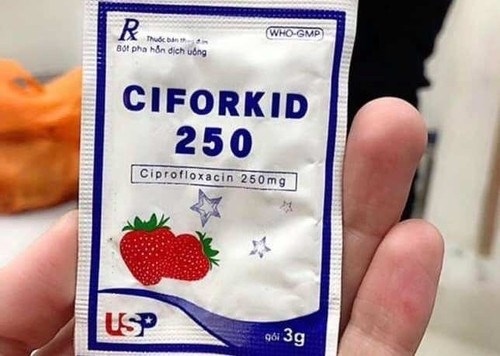 Rx Thuốc bán theo đơn
WHO-GMP
Bột pha hỗn dịch uống
CIFORKID
250
Ciprofloxacin 250mg
USP
gói 3g